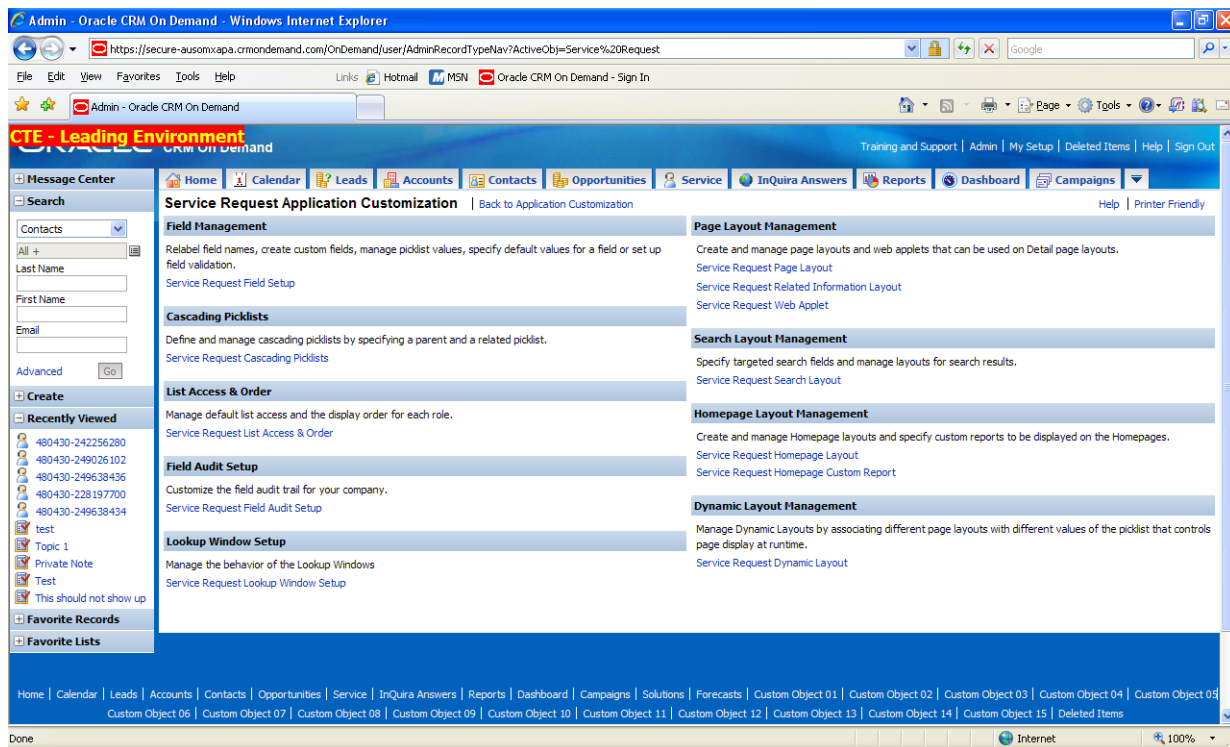 Admin - Oracle CRM On Demand - Windows Internet Explorer
https://secure-ausomxapa.crmondemand.com/OnDemand/user/AdminRecordTypeNav?ActiveObj=Service%20Request
Google
File Edit View Favorites Tools Help Links Hotmail MSN Oracle CRM On Demand - Sign In
Admin - Oracle CRM On Demand Page Tools
CTE - Leading Environment
CRM On Demand
Training and Support | Admin | My Setup | Deleted Items | Help | Sign Out
Message Center
Home Calendar Leads Accounts Contacts Opportunities Service InQuira Answers Reports Dashboard Campaigns
Search
Contacts
All +
Last Name
First Name
Email
Advanced Go
Create
Recently Viewed
480430-242256280
480430-249026102
480430-249638436
480430-228197700
480430-249638434
test
Topic 1
Private Note
Test
This should not show up
Favorite Records
Favorite Lists
Service Request Application Customization | Back to Application Customization
Help | Printer Friendly
Field Management
Relabel field names, create custom fields, manage picklist values, specify default values for a field or set up
field validation.
Service Request Field Setup
Cascading Picklists
Define and manage cascading picklists by specifying a parent and a related picklist.
Service Request Cascading Picklists
List Access & Order
Manage default list access and the display order for each role.
Service Request List Access & Order
Field Audit Setup
Customize the field audit trail for your company.
Service Request Field Audit Setup
Lookup Window Setup
Manage the behavior of the Lookup Windows
Service Request Lookup Window Setup
Page Layout Management
Create and manage page layouts and web applets that can be used on Detail page layouts.
Service Request Page Layout
Service Request Related Information Layout
Service Request Web Applet
Search Layout Management
Specify targeted search fields and manage layouts for search results.
Service Request Search Layout
Homepage Layout Management
Create and manage Homepage layouts and specify custom reports to be displayed on the Homepages.
Service Request Homepage Layout
Service Request Homepage Custom Report
Dynamic Layout Management
Manage Dynamic Layouts by associating different page layouts with different values of the picklist that controls
page display at runtime.
Service Request Dynamic Layout
Home | Calendar | Leads | Accounts | Contacts | Opportunities | Service | InQuira Answers | Reports | Dashboard | Campaigns | Solutions | Forecasts | Custom Object 01 | Custom Object 02 | Custom Object 03 | Custom Object 04 | Custom Object 05
Custom Object 06 | Custom Object 07 | Custom Object 08 | Custom Object 09 | Custom Object 10 | Custom Object 11 | Custom Object 12 | Custom Object 13 | Custom Object 14 | Custom Object 15 | Deleted Items
Done Internet 100%